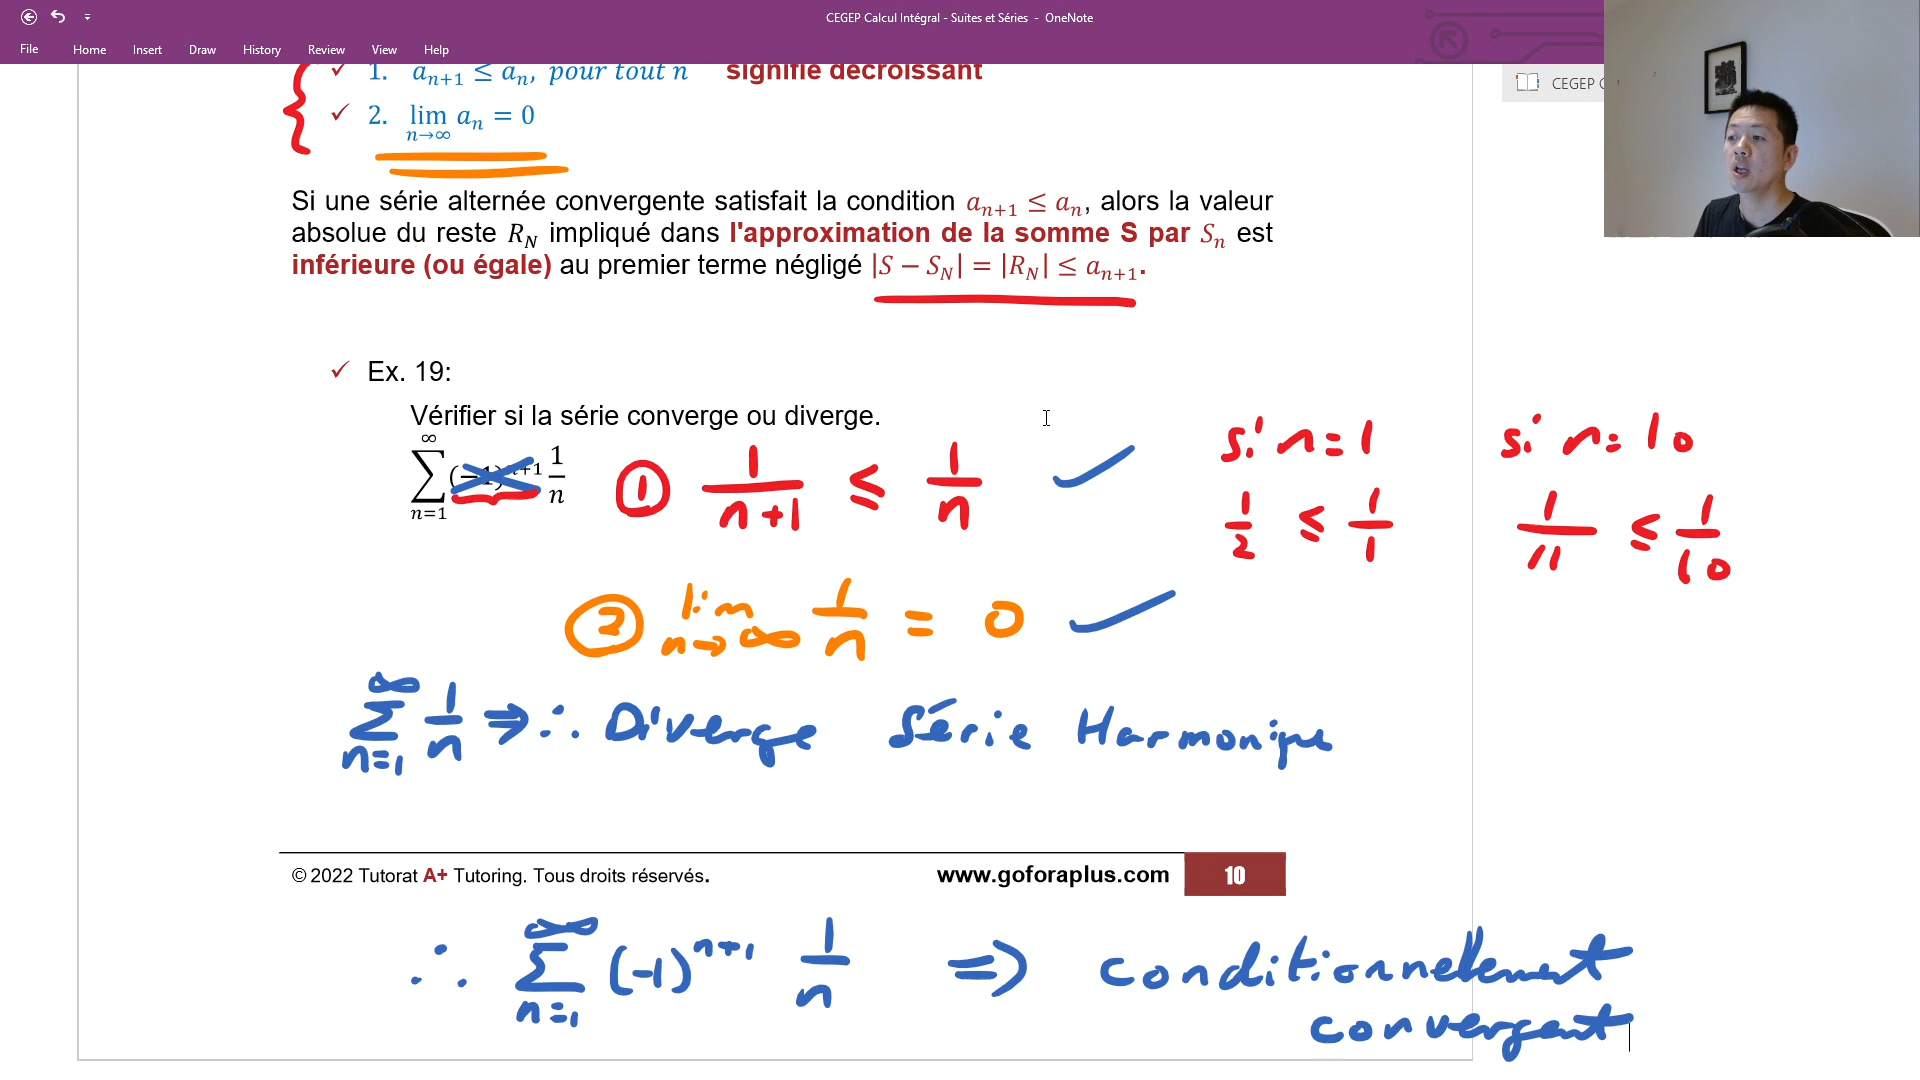 CEGEP Calcul Intégral - Suites et Séries - OneNote
File Home Insert Draw History Review View Help
CEGEP C
✓ 1. aₙ₊₁ ≤ aₙ, pour tout n signifie décroissant
✓ 2. lim aₙ = 0
n→∞
Si une série alternée convergente satisfait la condition aₙ₊₁ ≤ aₙ, alors la valeur
absolue du reste R_N impliqué dans l'approximation de la somme S par Sₙ est
inférieure (ou égale) au premier terme négligé |S − S_N| = |R_N| ≤ aₙ₊₁.
✓ Ex. 19:
Vérifier si la série converge ou diverge.
∞ ∑ n=1 (−1)ⁿ⁺¹ 1/n
① 1/(n+1) ≤ 1/n ✓
si n=1
1/2 ≤ 1/1
si n=10
1/11 ≤ 1/10
② lim n→∞ 1/n = 0 ✓
∞ ∑ n=1 1/n ⇒ ∴ Diverge Série Harmonique
© 2022 Tutorat A+ Tutoring. Tous droits réservés. www.goforaplus.com 10
∴ ∞ ∑ n=1 (-1)ⁿ⁺¹ 1/n ⇒ conditionnellement
convergent